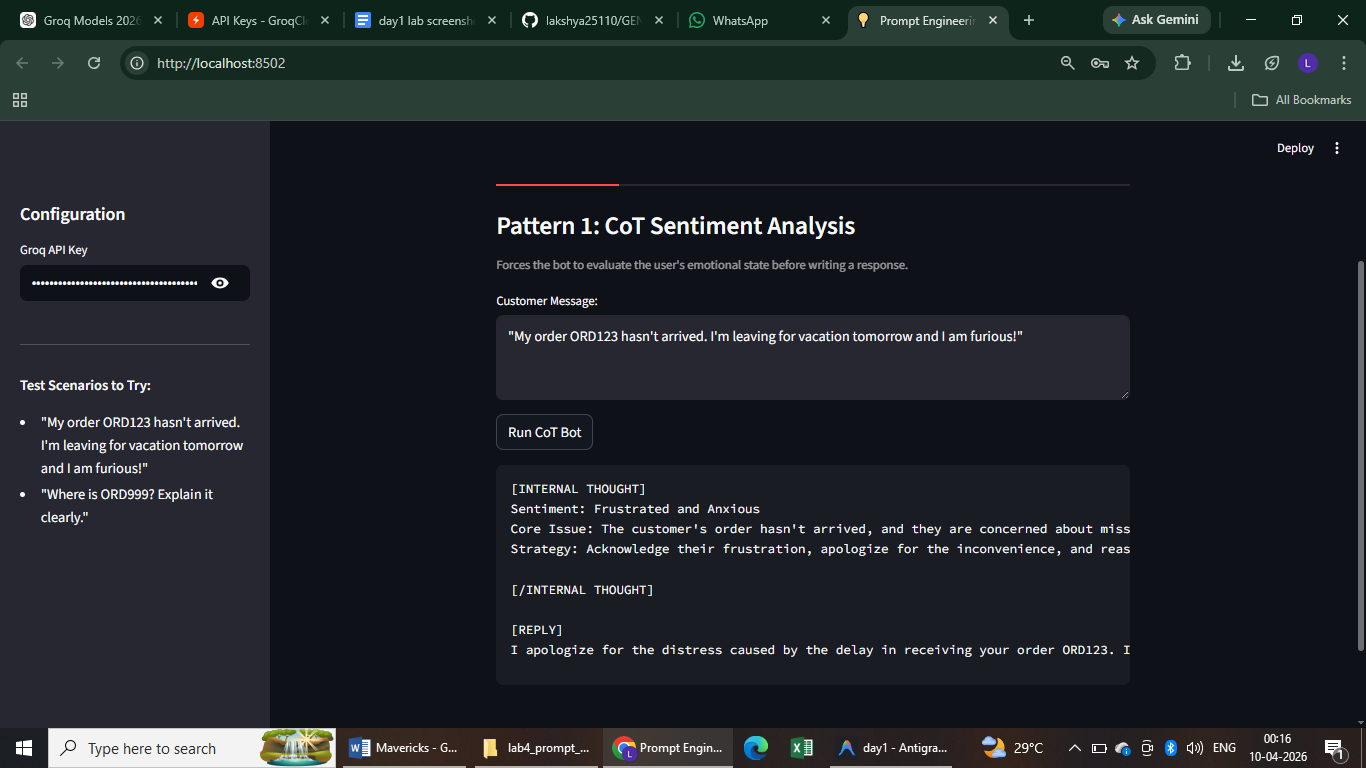 Groq Models 2026
API Keys - GroqClo
day1 lab screensh
lakshya25110/GEN
WhatsApp
Prompt Engineerin
Ask Gemini
http://localhost:8502
L
All Bookmarks
Deploy
Configuration
Groq API Key
Test Scenarios to Try:
"My order ORD123 hasn't arrived.
I'm leaving for vacation tomorrow
and I am furious!"
"Where is ORD999? Explain it
clearly."
Pattern 1: CoT Sentiment Analysis
Forces the bot to evaluate the user's emotional state before writing a response.
Customer Message:
"My order ORD123 hasn't arrived. I'm leaving for vacation tomorrow and I am furious!"
Run CoT Bot
[INTERNAL THOUGHT]
Sentiment: Frustrated and Anxious
Core Issue: The customer's order hasn't arrived, and they are concerned about miss
Strategy: Acknowledge their frustration, apologize for the inconvenience, and reas
[/INTERNAL THOUGHT]
[REPLY]
I apologize for the distress caused by the delay in receiving your order ORD123. I
Type here to search
Mavericks - G...
lab4_prompt_...
Prompt Engin...
day1 - Antigra...
29°C
ENG
00:16
10-04-2026
1